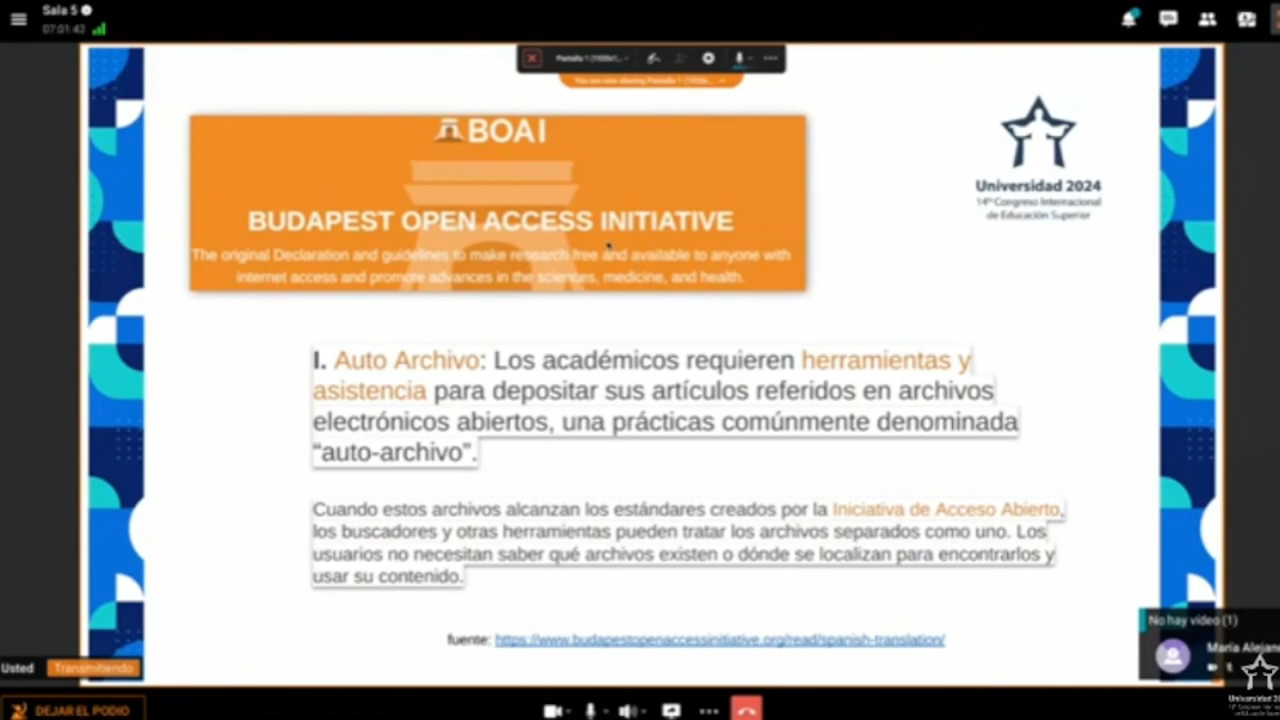 Sala 5
07:01:43
BOAI
BUDAPEST OPEN ACCESS INITIATIVE
The original Declaration and guidelines to make research free and available to anyone with
internet access and promote advances in the sciences, medicine, and health.
Universidad 2024
14º Congreso Internacional
de Educación Superior
I. Auto Archivo: Los académicos requieren herramientas y
asistencia para depositar sus artículos referidos en archivos
electrónicos abiertos, una prácticas comúnmente denominada
“auto-archivo”.
Cuando estos archivos alcanzan los estándares creados por la Iniciativa de Acceso Abierto,
los buscadores y otras herramientas pueden tratar los archivos separados como uno. Los
usuarios no necesitan saber qué archivos existen o dónde se localizan para encontrarlos y
usar su contenido.
fuente: https://www.budapestopenaccessinitiative.org/read/spanish-translation/
No hay vídeo (1)
María Alejan
Usted Transmitiendo
DEJAR EL PODIO